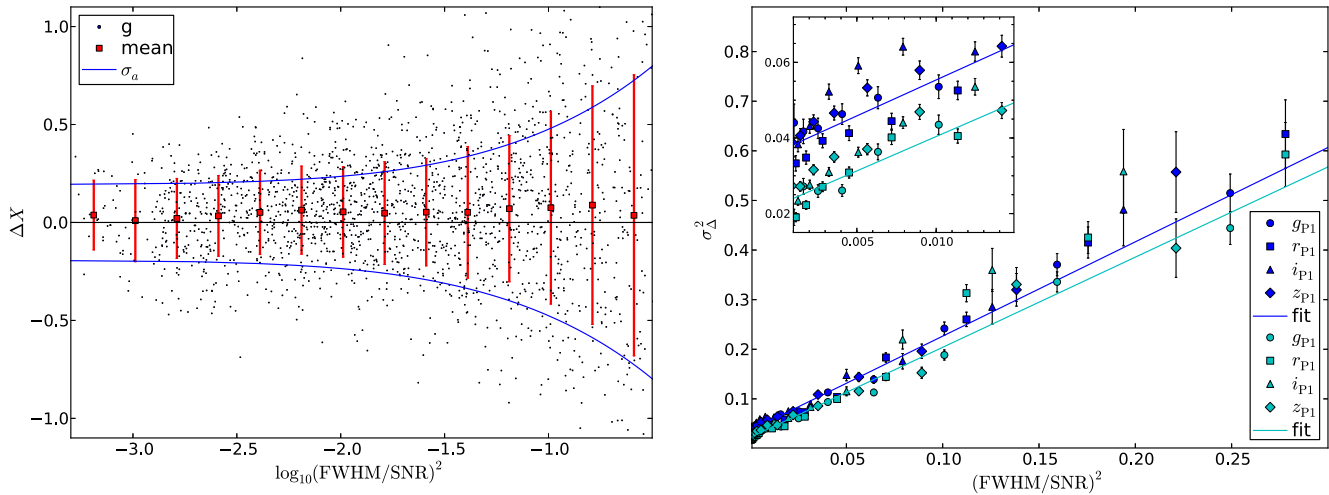 1.0
0.5
0.0
−0.5
−1.0
ΔX
g
mean
σ_a
−3.0 −2.5 −2.0 −1.5 −1.0
log₁₀(FWHM/SNR)²
0.8
0.7
0.6
0.5
0.4
0.3
0.2
0.1
σ²_Δ
0.06
0.04
0.02
0.005 0.010
g_P1
r_P1
i_P1
z_P1
fit
g_P1
r_P1
i_P1
z_P1
fit
0.05 0.10 0.15 0.20 0.25
(FWHM/SNR)²